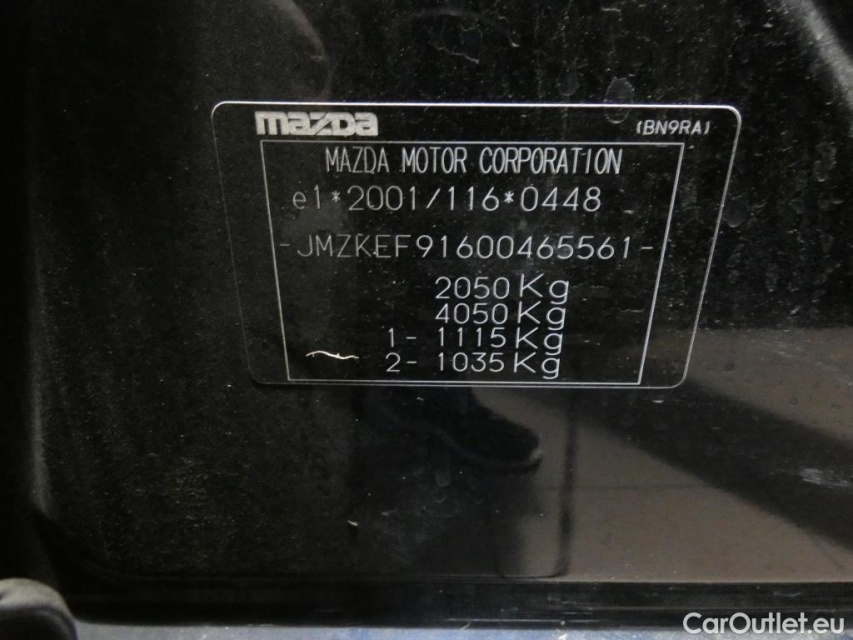 mazda
(BN9RA)
MAZDA MOTOR CORPORATION
e1*2001/116*0448
-JMZKEF91600465561-
2050Kg
4050Kg
1- 1115Kg
2- 1035Kg
CarOutlet.eu